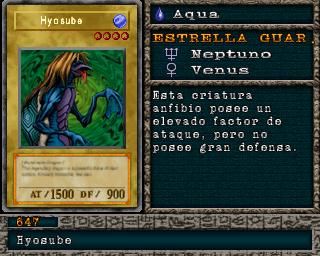 Hyosube
AT/1500 DF/ 900
Aqua
ESTRELLA GUAR.
Neptuno
Venus
Esta criatura
anfibio posee un
elevado factor de
ataque, pero no
posee gran defensa.
647
Hyosube